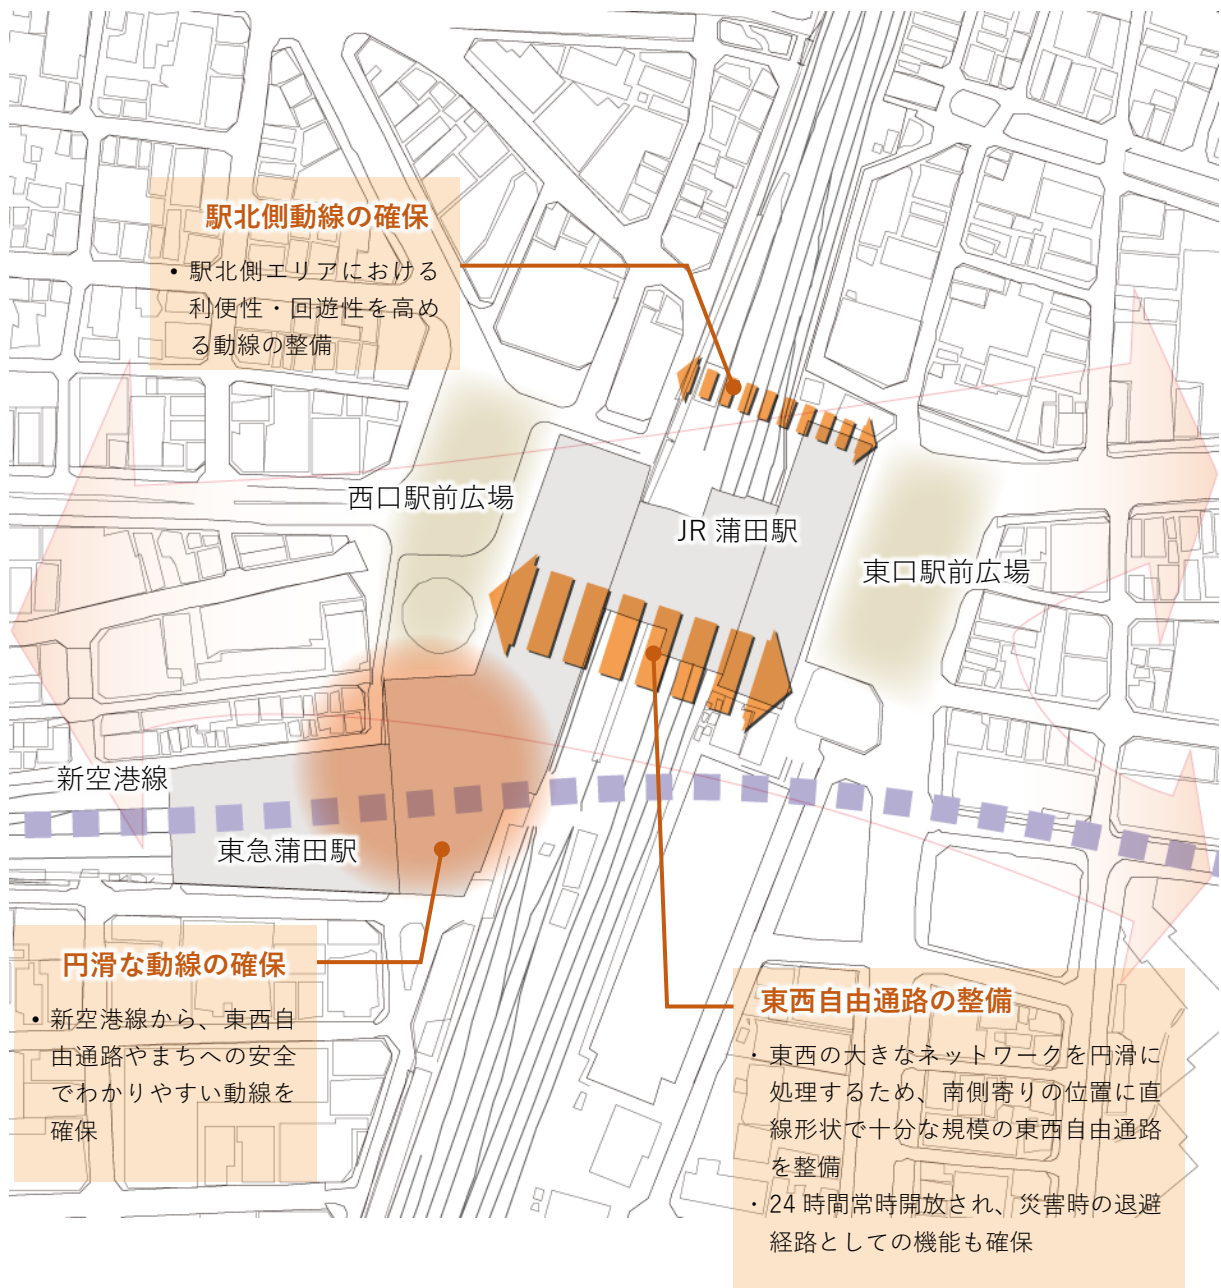 駅北側動線の確保
• 駅北側エリアにおける
利便性・回遊性を高め
る動線の整備
西口駅前広場
JR 蒲田駅
東口駅前広場
新空港線
東急蒲田駅
円滑な動線の確保
• 新空港線から、東西自
由通路やまちへの安全
でわかりやすい動線を
確保
東西自由通路の整備
・ 東西の大きなネットワークを円滑に
処理するため、南側寄りの位置に直
線形状で十分な規模の東西自由通路
を整備
・ 24 時間常時開放され、災害時の退避
経路としての機能も確保